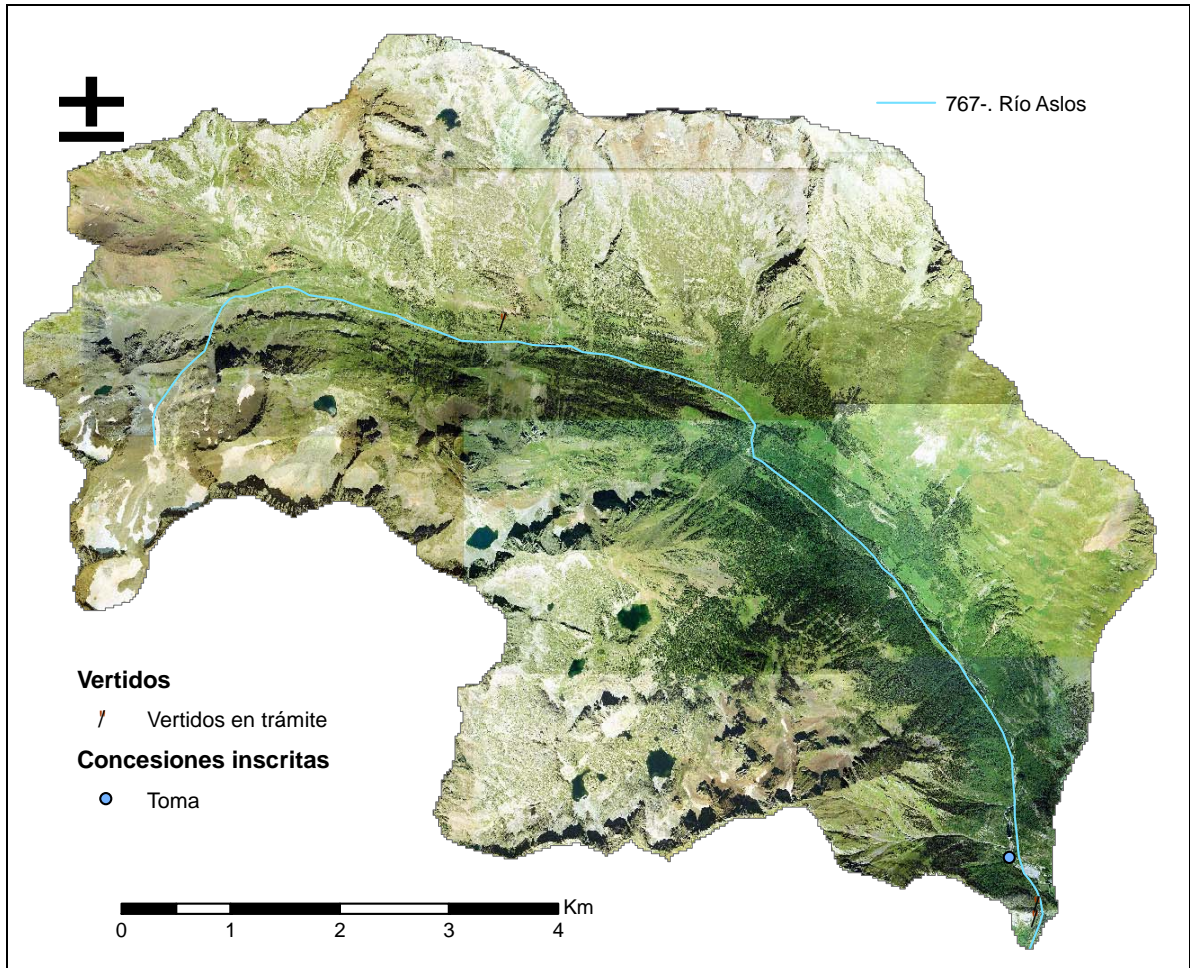 767-. Río Aslos
Vertidos
Vertidos en trámite
Concesiones inscritas
Toma
Km
0 1 2 3 4